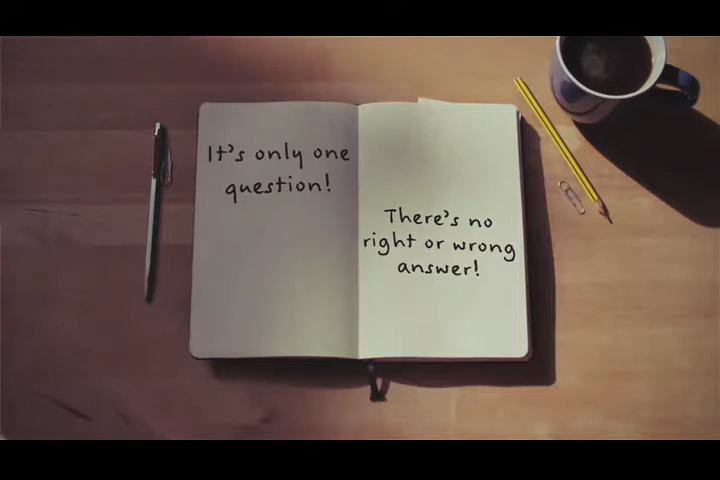 It's only one
question!
There's no
right or wrong
answer!